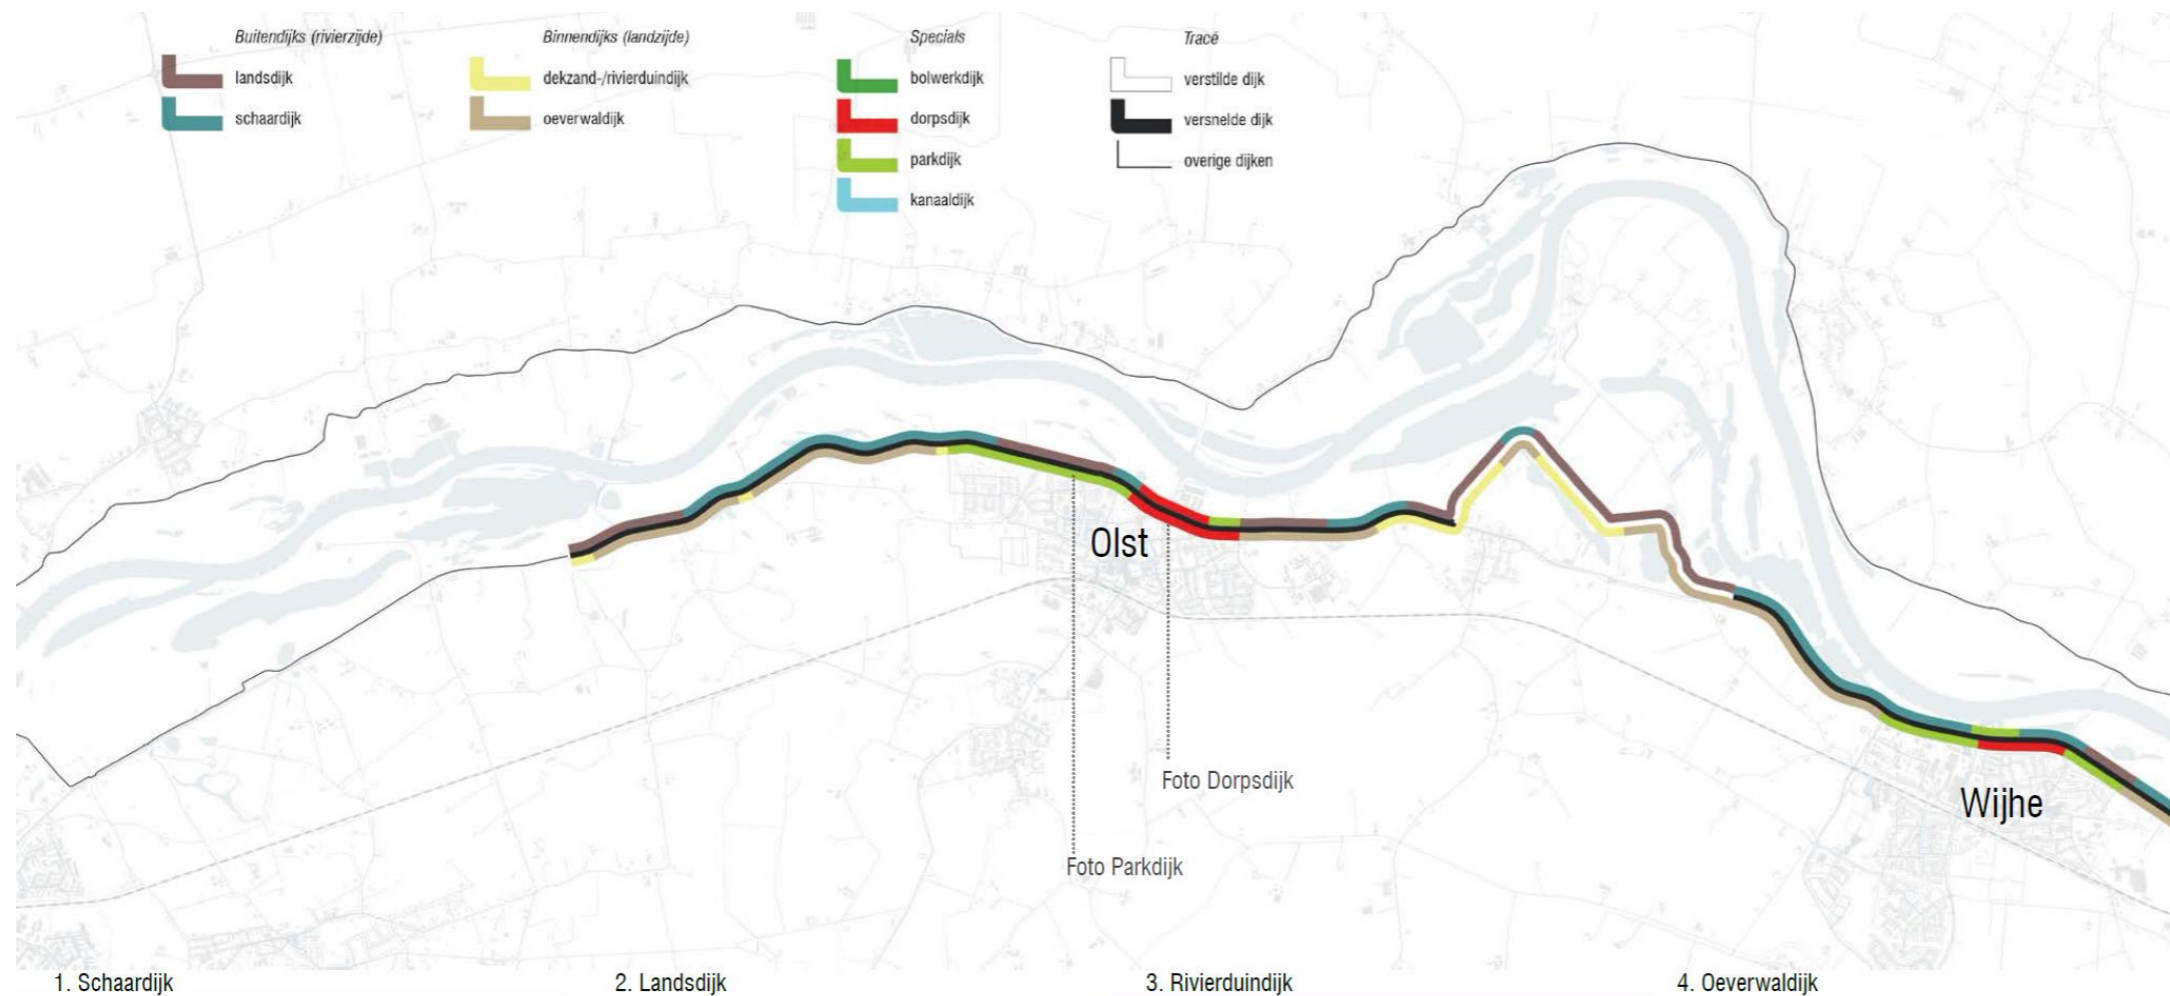 Buitendijks (rivierzijde)
landsdijk
schaardijk
Binnendijks (landzijde)
dekzand-/rivierduindijk
oeverwaldijk
Specials
bolwerkdijk
dorpsdijk
parkdijk
kanaaldijk
Tracé
verstilde dijk
versnelde dijk
overige dijken
Olst
Wijhe
Foto Dorpsdijk
Foto Parkdijk
1. Schaardijk
2. Landsdijk
3. Rivierduindijk
4. Oeverwaldijk